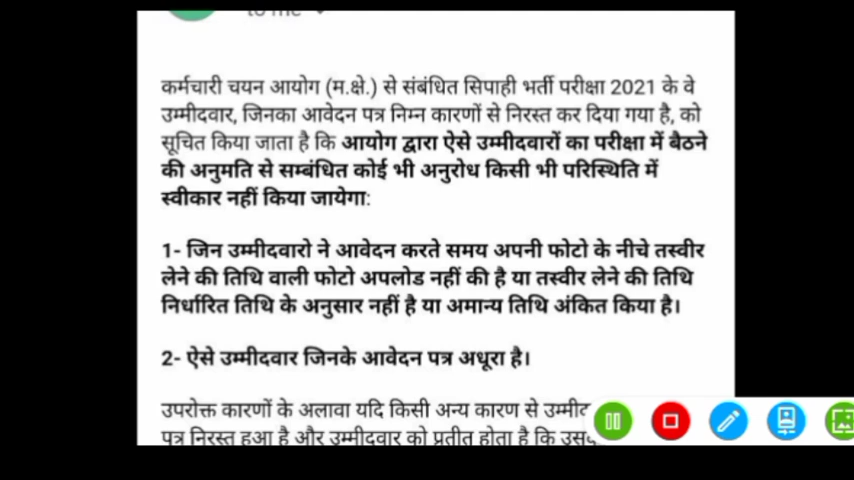 to me
कर्मचारी चयन आयोग (म.क्षे.) से संबंधित सिपाही भर्ती परीक्षा 2021 के वे
उम्मीदवार, जिनका आवेदन पत्र निम्न कारणों से निरस्त कर दिया गया है, को
सूचित किया जाता है कि आयोग द्वारा ऐसे उम्मीदवारों का परीक्षा में बैठने
की अनुमति से सम्बंधित कोई भी अनुरोध किसी भी परिस्थिति में
स्वीकार नहीं किया जायेगा:
1- जिन उम्मीदवारो ने आवेदन करते समय अपनी फोटो के नीचे तस्वीर
लेने की तिथि वाली फोटो अपलोड नहीं की है या तस्वीर लेने की तिथि
निर्धारित तिथि के अनुसार नहीं है या अमान्य तिथि अंकित किया है।
2- ऐसे उम्मीदवार जिनके आवेदन पत्र अधूरा है।
उपरोक्त कारणों के अलावा यदि किसी अन्य कारण से
पत्र निरस्त हुआ है और उम्मीदवार को प्रतीत होता है कि